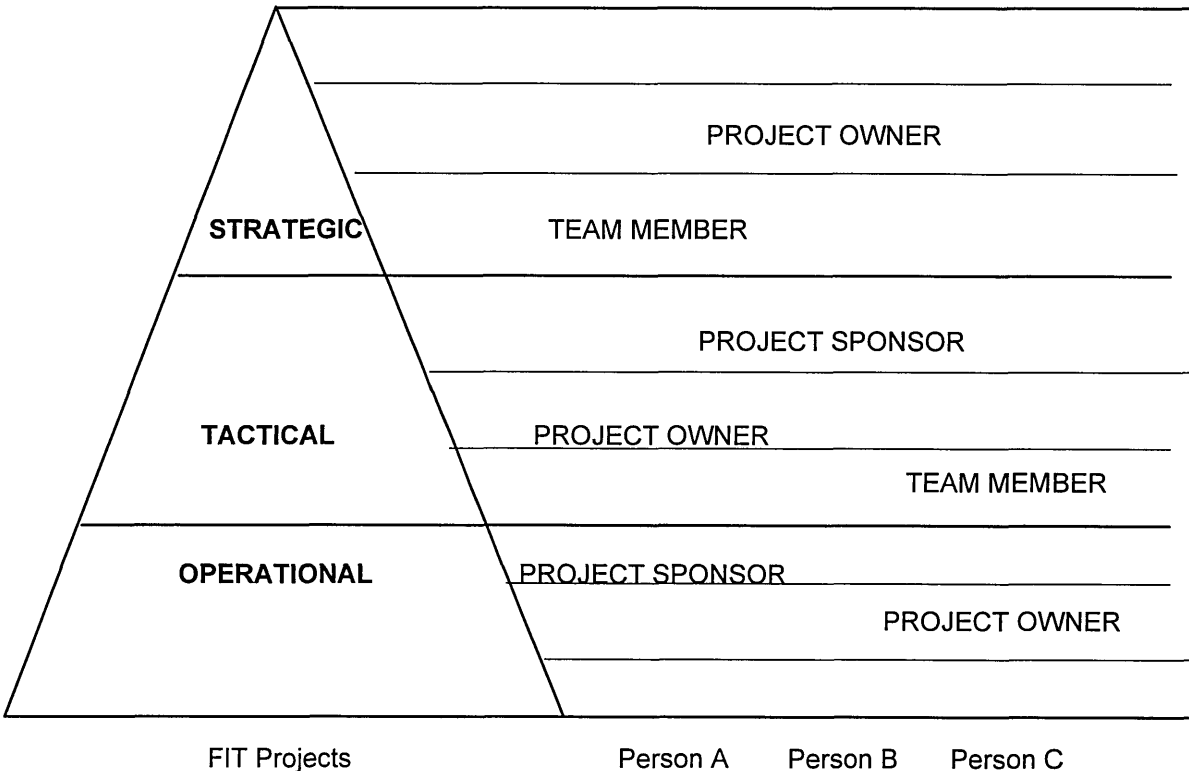 PROJECT OWNER
STRATEGIC TEAM MEMBER
PROJECT SPONSOR
TACTICAL PROJECT OWNER
TEAM MEMBER
OPERATIONAL PROJECT SPONSOR
PROJECT OWNER
FIT Projects Person A Person B Person C